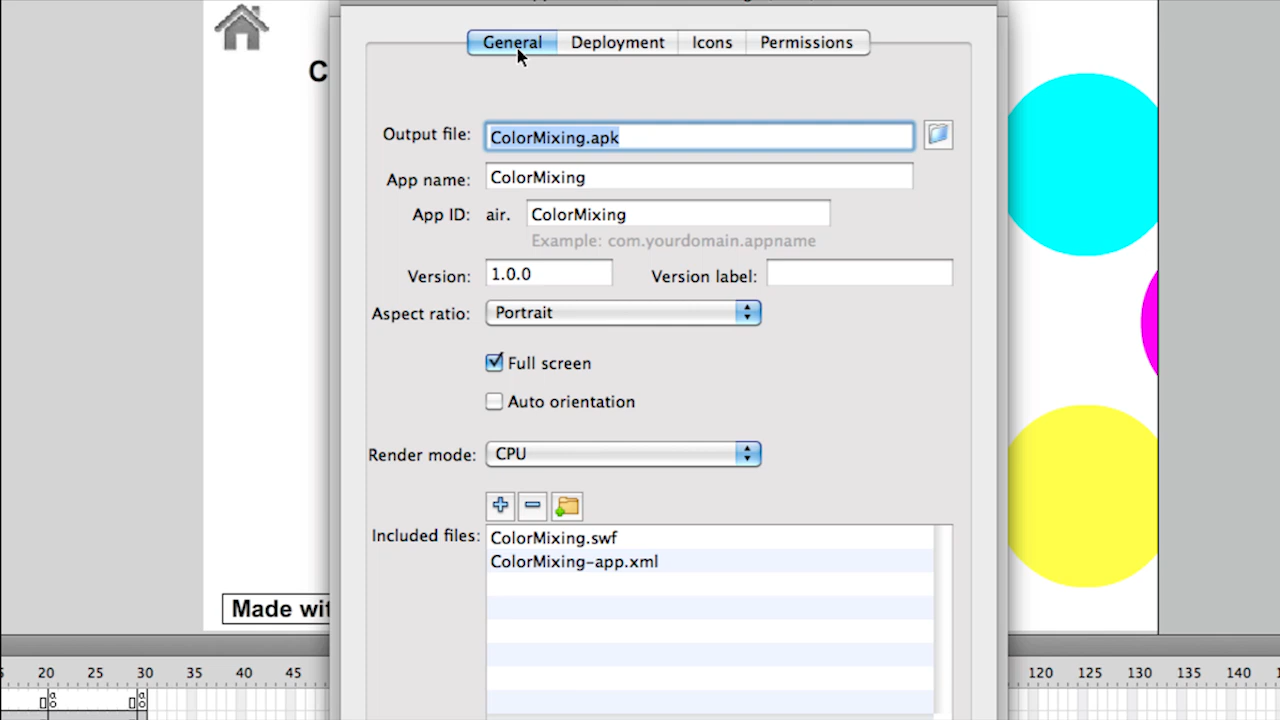 General Deployment Icons Permissions
C
Output file: ColorMixing.apk
App name: ColorMixing
App ID: air. ColorMixing
Example: com.yourdomain.appname
Version: 1.0.0 Version label:
Aspect ratio: Portrait
Full screen
Auto orientation
Render mode: CPU
Included files: ColorMixing.swf
ColorMixing-app.xml
Made wit
20 25 30 35 40 45 120 125 130 135 140
a a